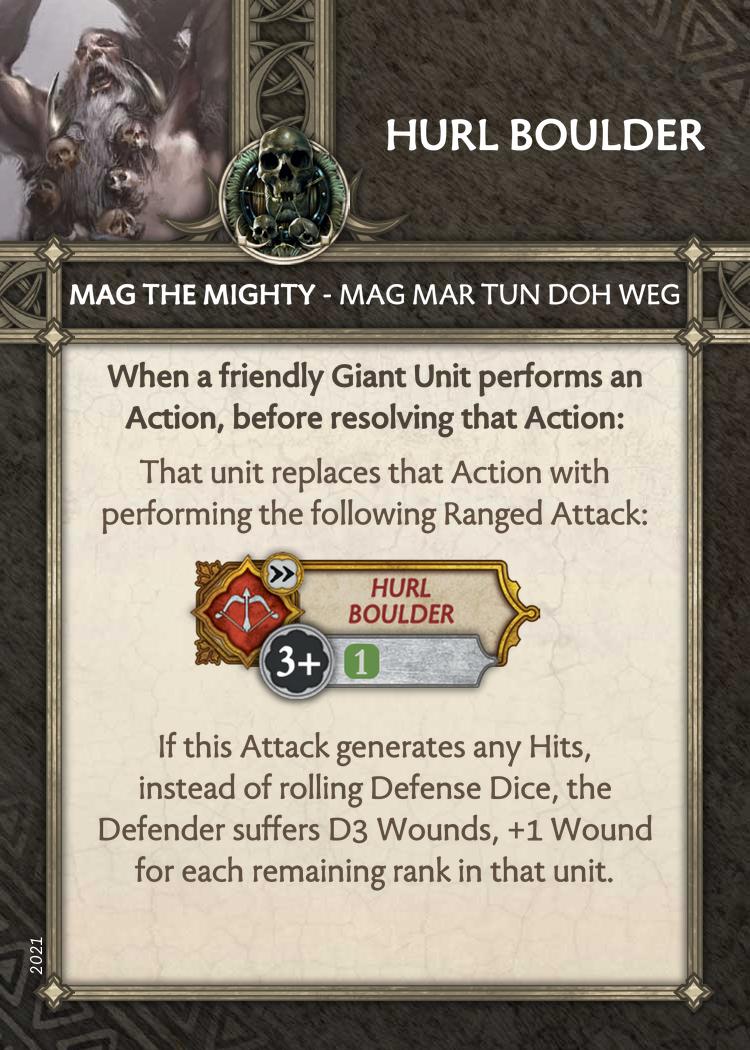 HURL BOULDER
MAG THE MIGHTY - MAG MAR TUN DOH WEG
When a friendly Giant Unit performs an
Action, before resolving that Action:
That unit replaces that Action with
performing the following Ranged Attack:
HURL
BOULDER
3+ 1
If this Attack generates any Hits,
instead of rolling Defense Dice, the
Defender suffers D3 Wounds, +1 Wound
for each remaining rank in that unit.
2021